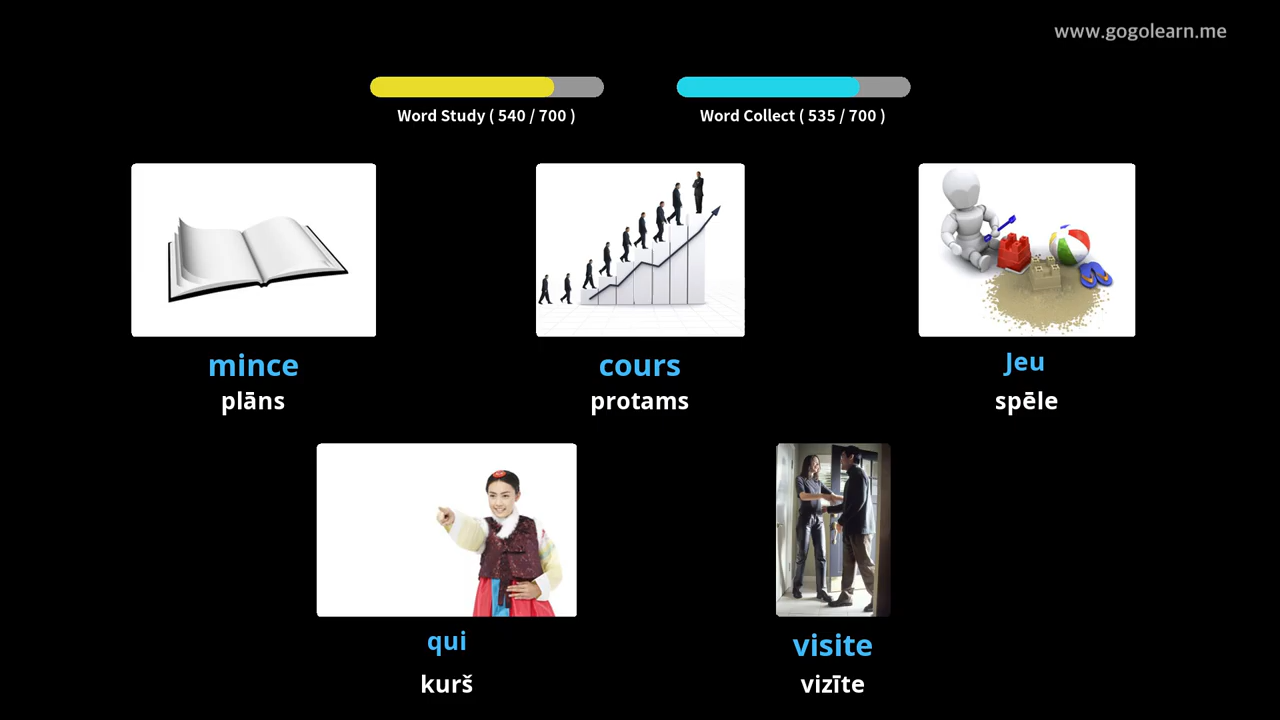 www.gogolearn.me
Word Study ( 540 / 700 )
Word Collect ( 535 / 700 )
mince
plāns
cours
protams
Jeu
spēle
qui
kurš
visite
vizīte